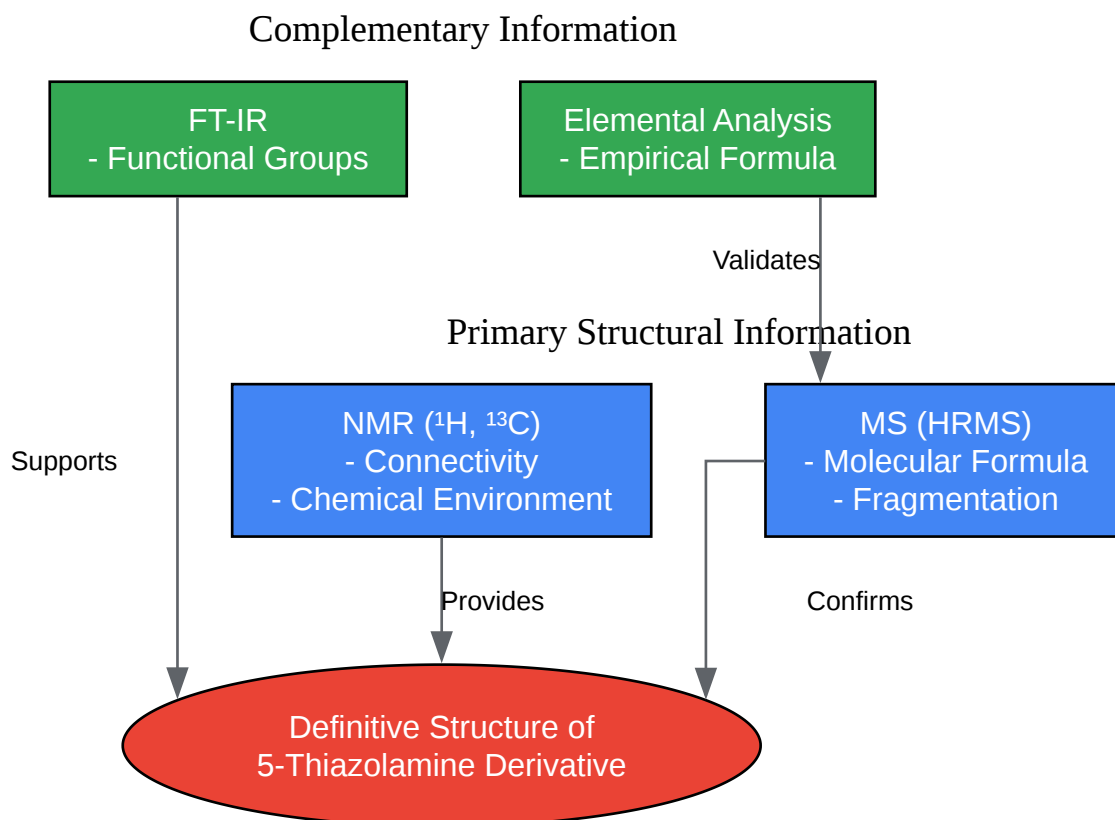 Complementary Information
FT-IR
- Functional Groups
Elemental Analysis
- Empirical Formula
Validates
Primary Structural Information
NMR (¹H, ¹³C)
- Connectivity
- Chemical Environment
MS (HRMS)
- Molecular Formula
- Fragmentation
Supports
Provides
Confirms
Definitive Structure of
5-Thiazolamine Derivative